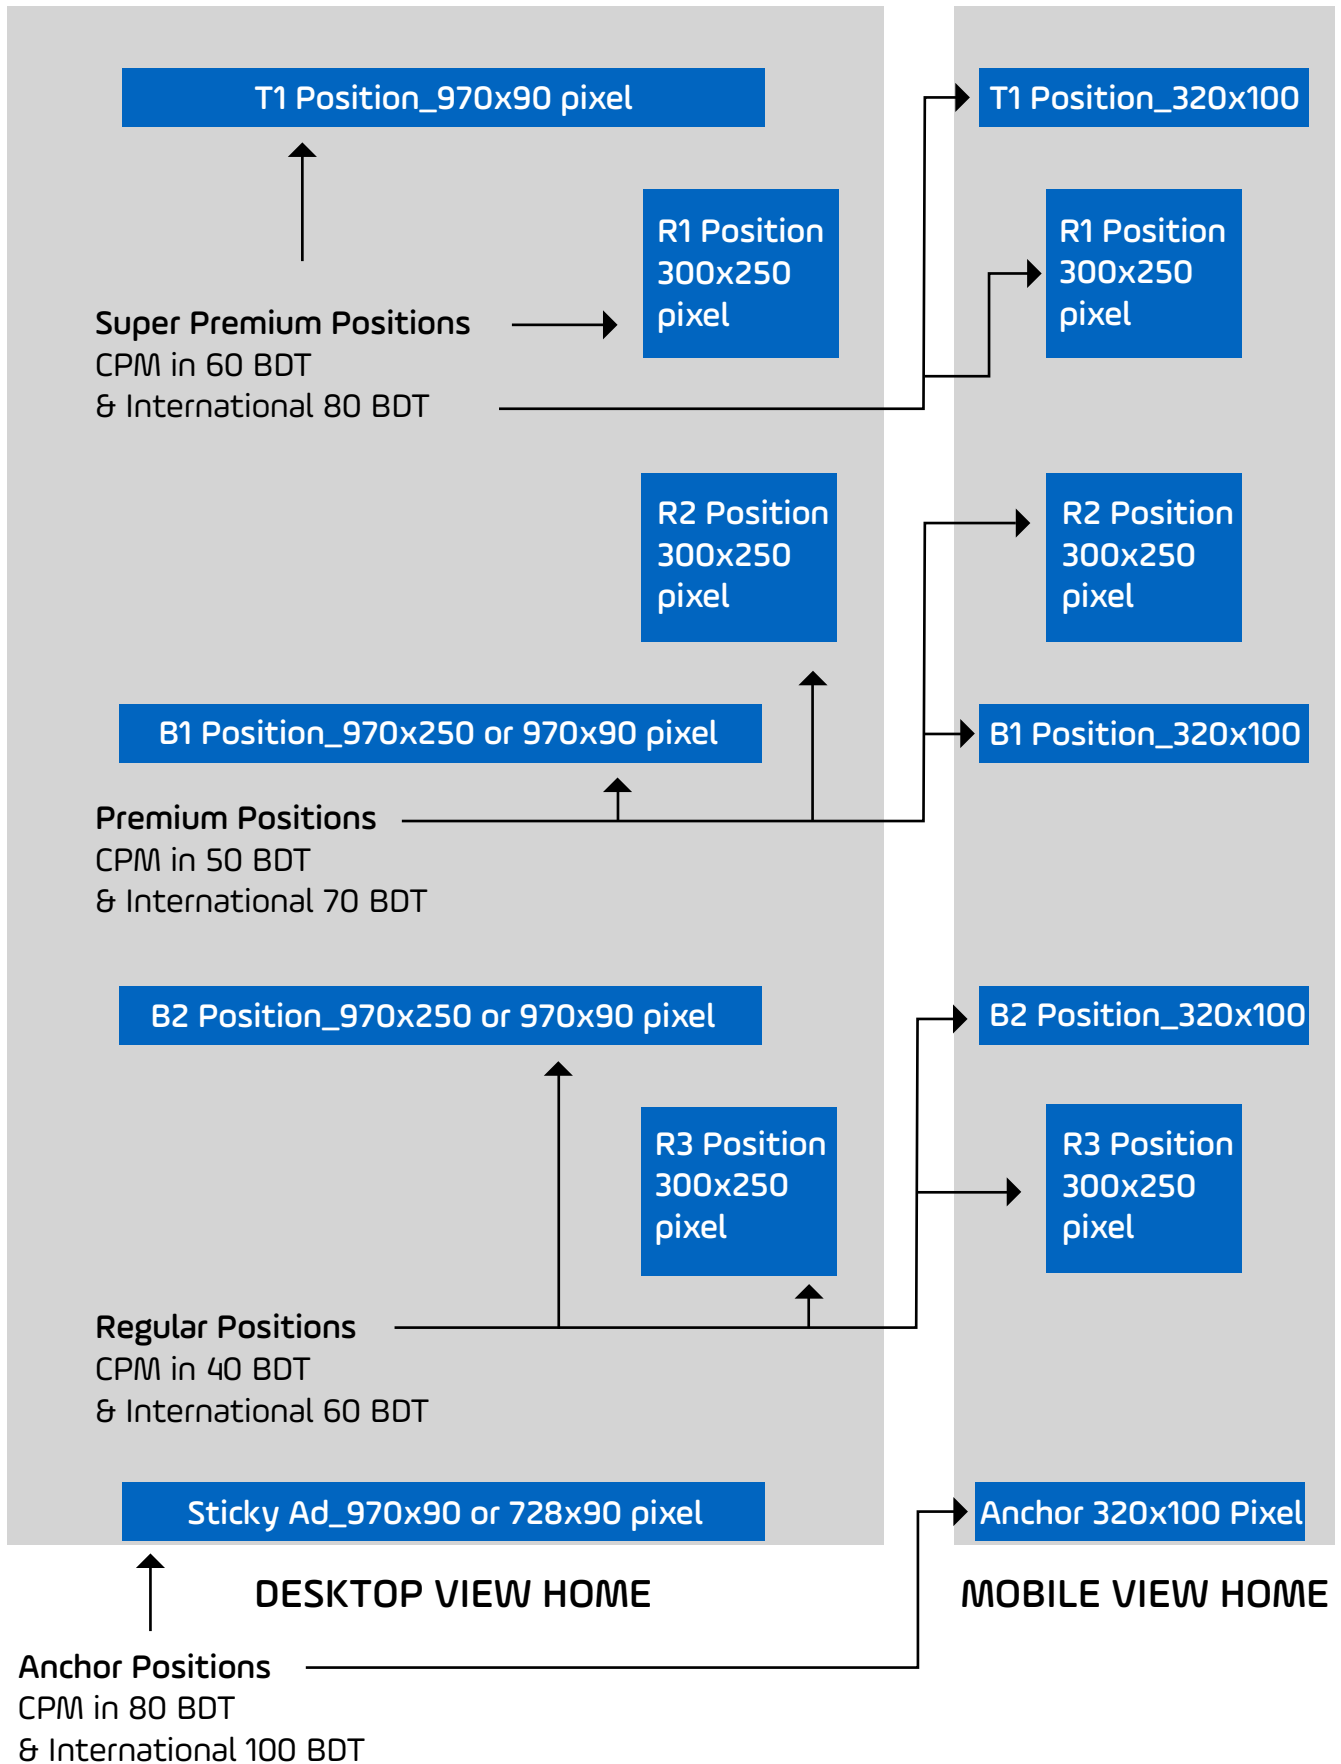 T1 Position_970x90 pixel
T1 Position_320x100
R1 Position
300x250
pixel
R1 Position
300x250
pixel
Super Premium Positions
CPM in 60 BDT
& International 80 BDT
R2 Position
300x250
pixel
R2 Position
300x250
pixel
B1 Position_970x250 or 970x90 pixel
B1 Position_320x100
Premium Positions
CPM in 50 BDT
& International 70 BDT
B2 Position_970x250 or 970x90 pixel
B2 Position_320x100
R3 Position
300x250
pixel
R3 Position
300x250
pixel
Regular Positions
CPM in 40 BDT
& International 60 BDT
Sticky Ad_970x90 or 728x90 pixel
Anchor 320x100 Pixel
DESKTOP VIEW HOME
MOBILE VIEW HOME
Anchor Positions
CPM in 80 BDT
& International 100 BDT